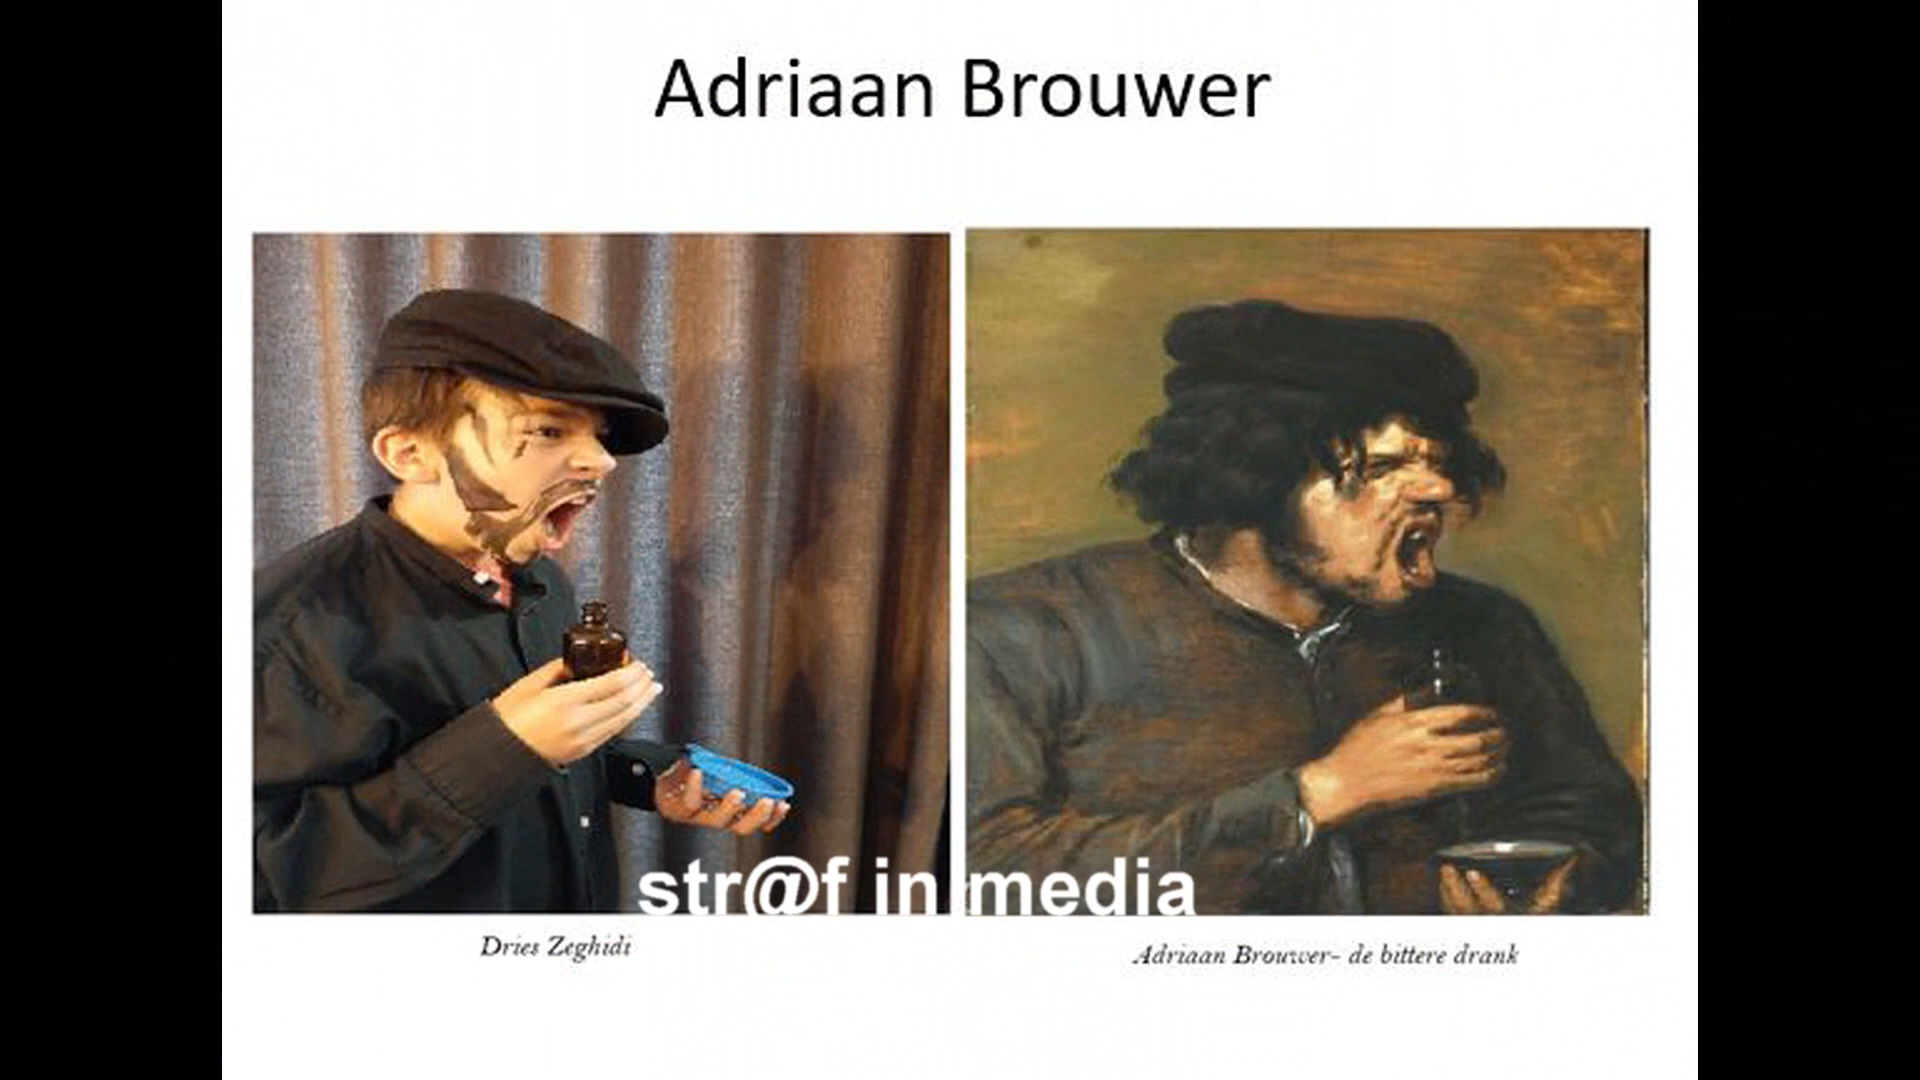 Adriaan Brouwer
str@f in media
Dries Zeghidi
Adriaan Brouwer- de bittere drank